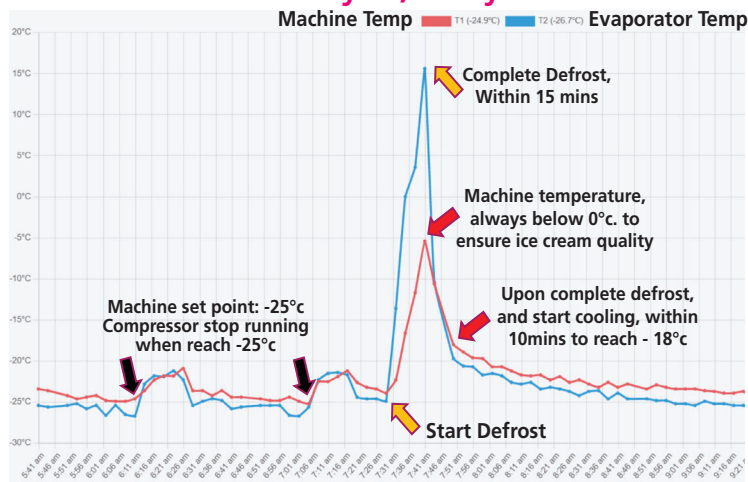 Machine Temp T1 (-24.9°C) T2 (-26.7°C) Evaporator Temp
20°C
15°C
10°C
5°C
0°C
-5°C
-10°C
-15°C
-20°C
-25°C
-30°C
Complete Defrost,
Within 15 mins
Machine temperature,
always below 0°c. to
ensure ice cream quality
Machine set point: -25°c
Compressor stop running
when reach -25°c
Upon complete defrost,
and start cooling, within
10mins to reach - 18°c
Start Defrost
5:41 am
5:46 am
5:51 am
5:56 am
6:01 am
6:06 am
6:11 am
6:16 am
6:21 am
6:26 am
6:31 am
6:36 am
6:41 am
6:46 am
6:51 am
6:56 am
7:01 am
7:06 am
7:11 am
7:16 am
7:21 am
7:26 am
7:31 am
7:36 am
7:41 am
7:46 am
7:51 am
7:56 am
8:01 am
8:06 am
8:11 am
8:16 am
8:21 am
8:26 am
8:31 am
8:36 am
8:41 am
8:46 am
8:51 am
8:56 am
9:01 am
9:06 am
9:11 am
9:16 am
9:21